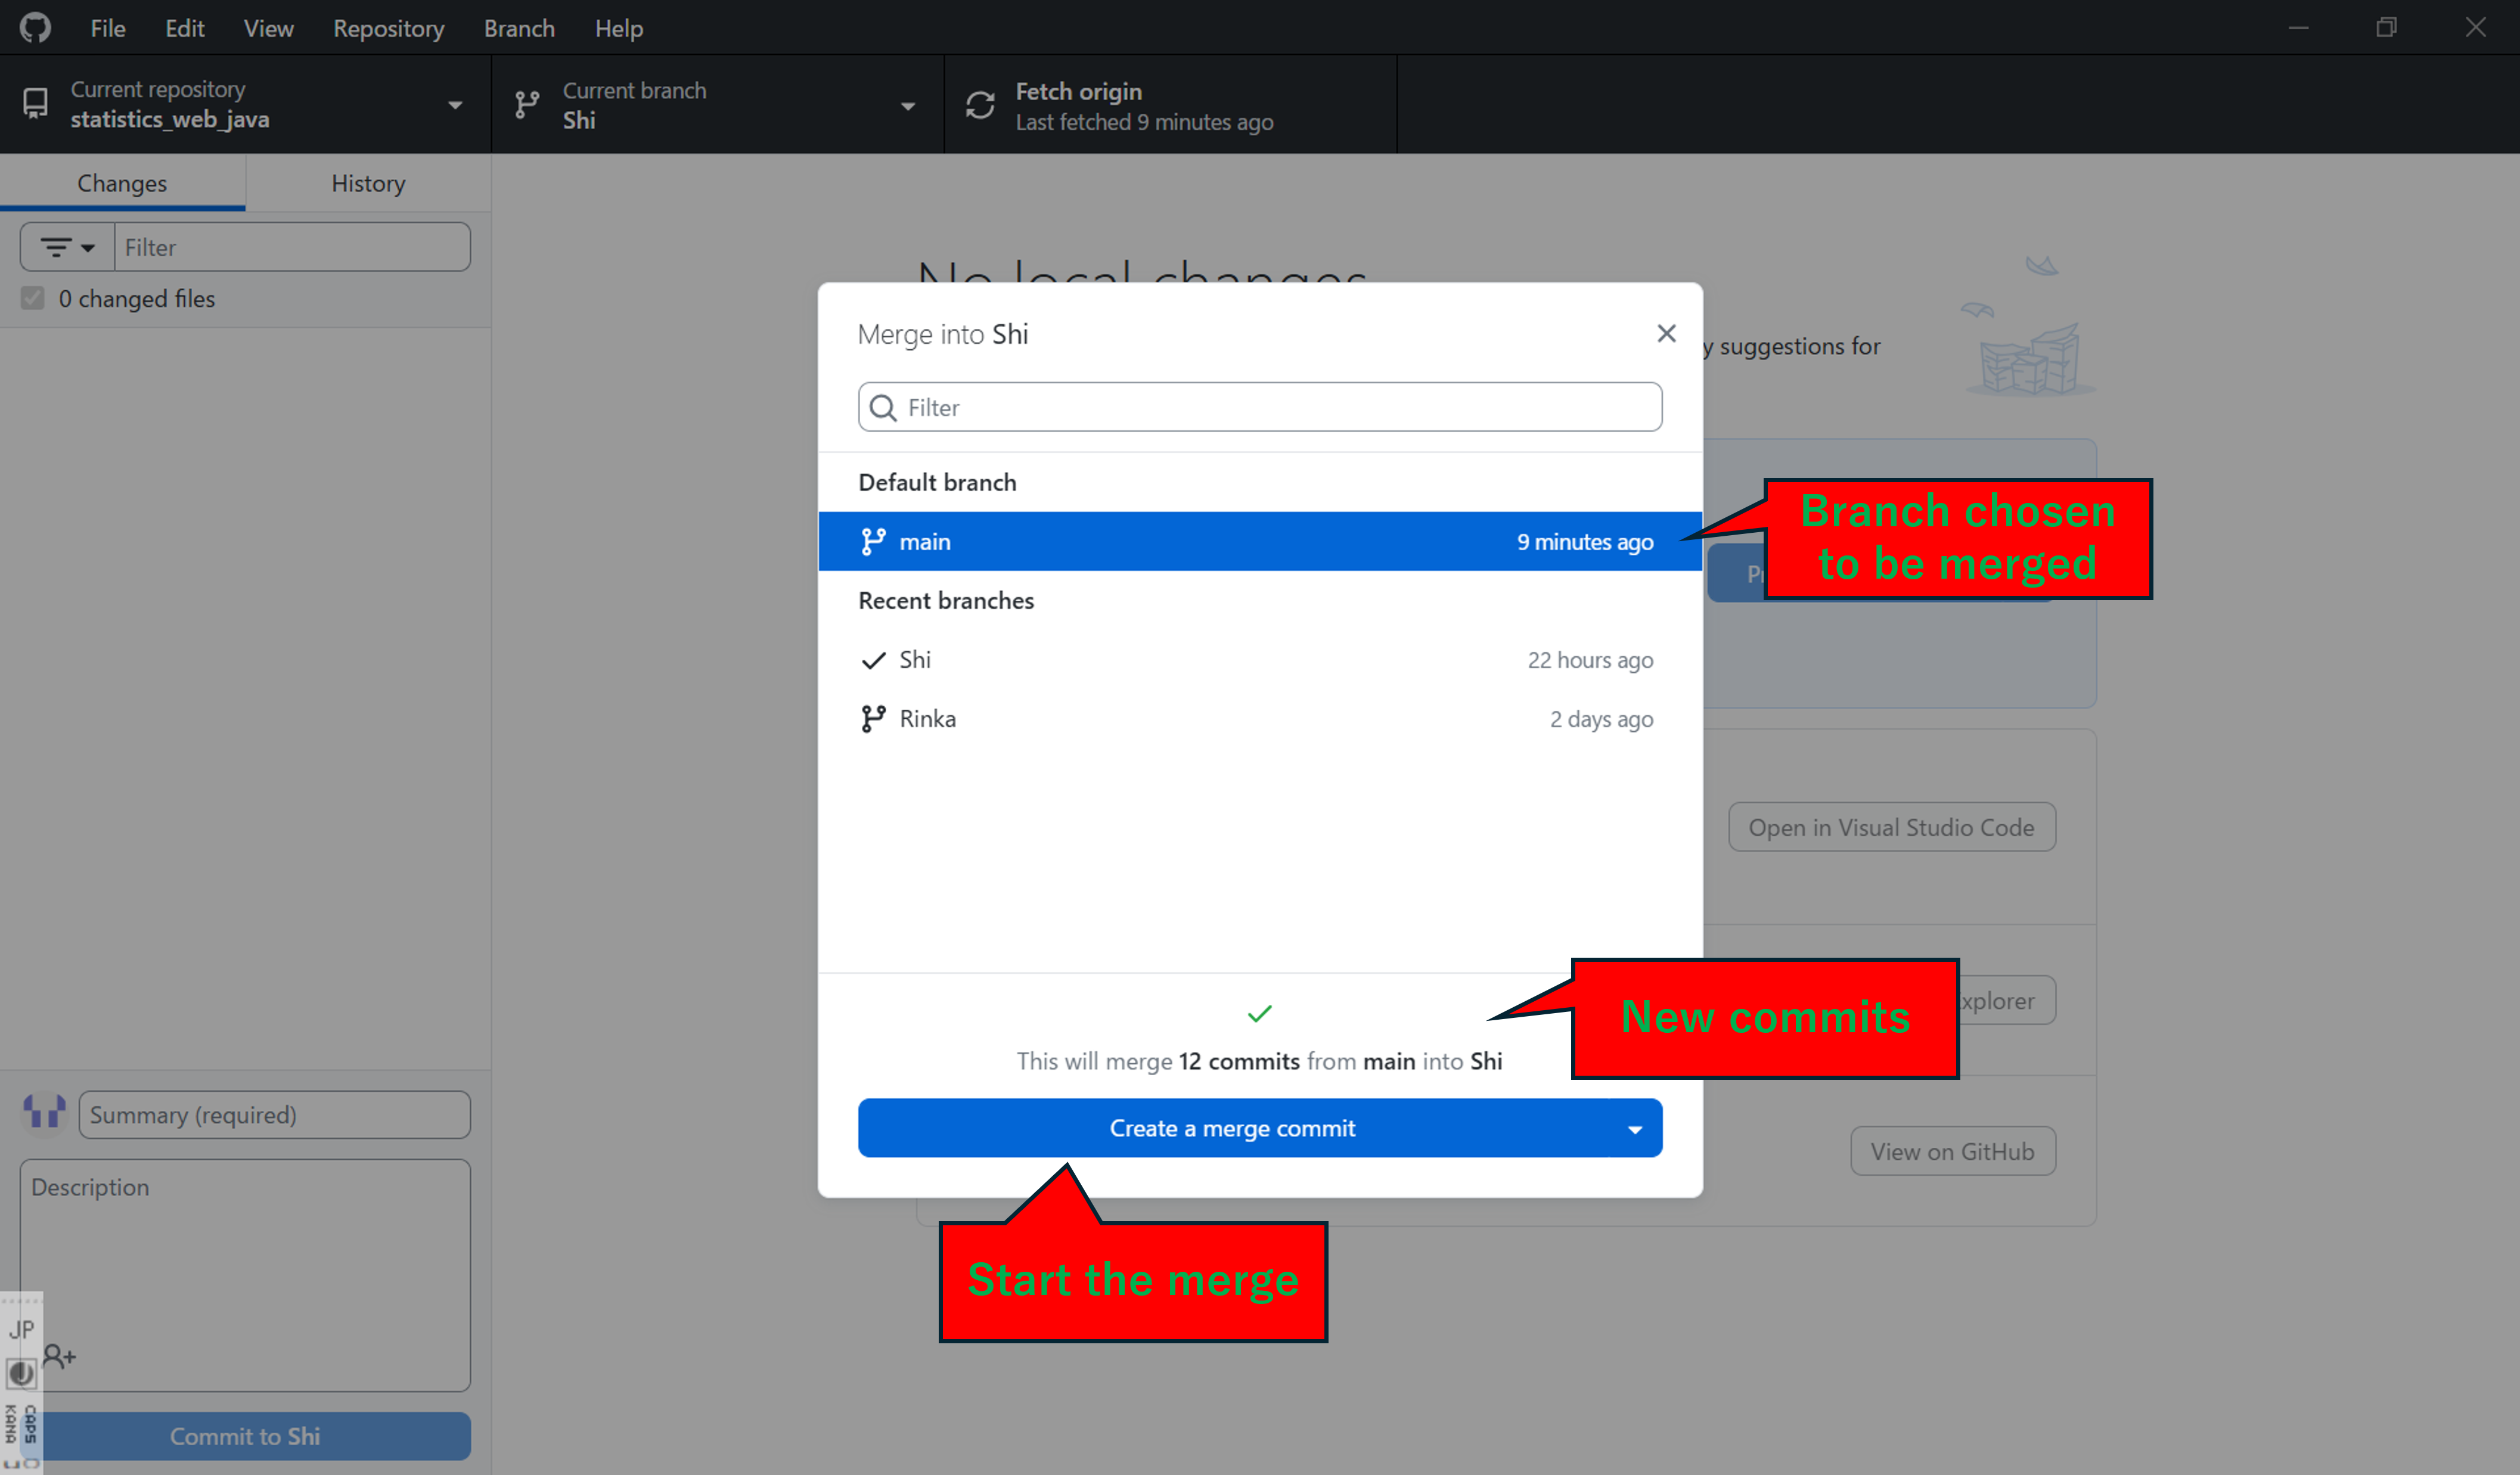 File Edit View Repository Branch Help
Current repository
statistics_web_java
Current branch
Shi
Fetch origin
Last fetched 9 minutes ago
Changes
History
Filter
0 changed files
No local changes
y suggestions for
Merge into Shi
Filter
Default branch
main 9 minutes ago
Branch chosen
to be merged
Recent branches
Shi 22 hours ago
Rinka 2 days ago
Open in Visual Studio Code
New commits
xplorer
This will merge 12 commits from main into Shi
Create a merge commit
View on GitHub
Start the merge
Summary (required)
Description
Commit to Shi
JP
CAPS
KANA